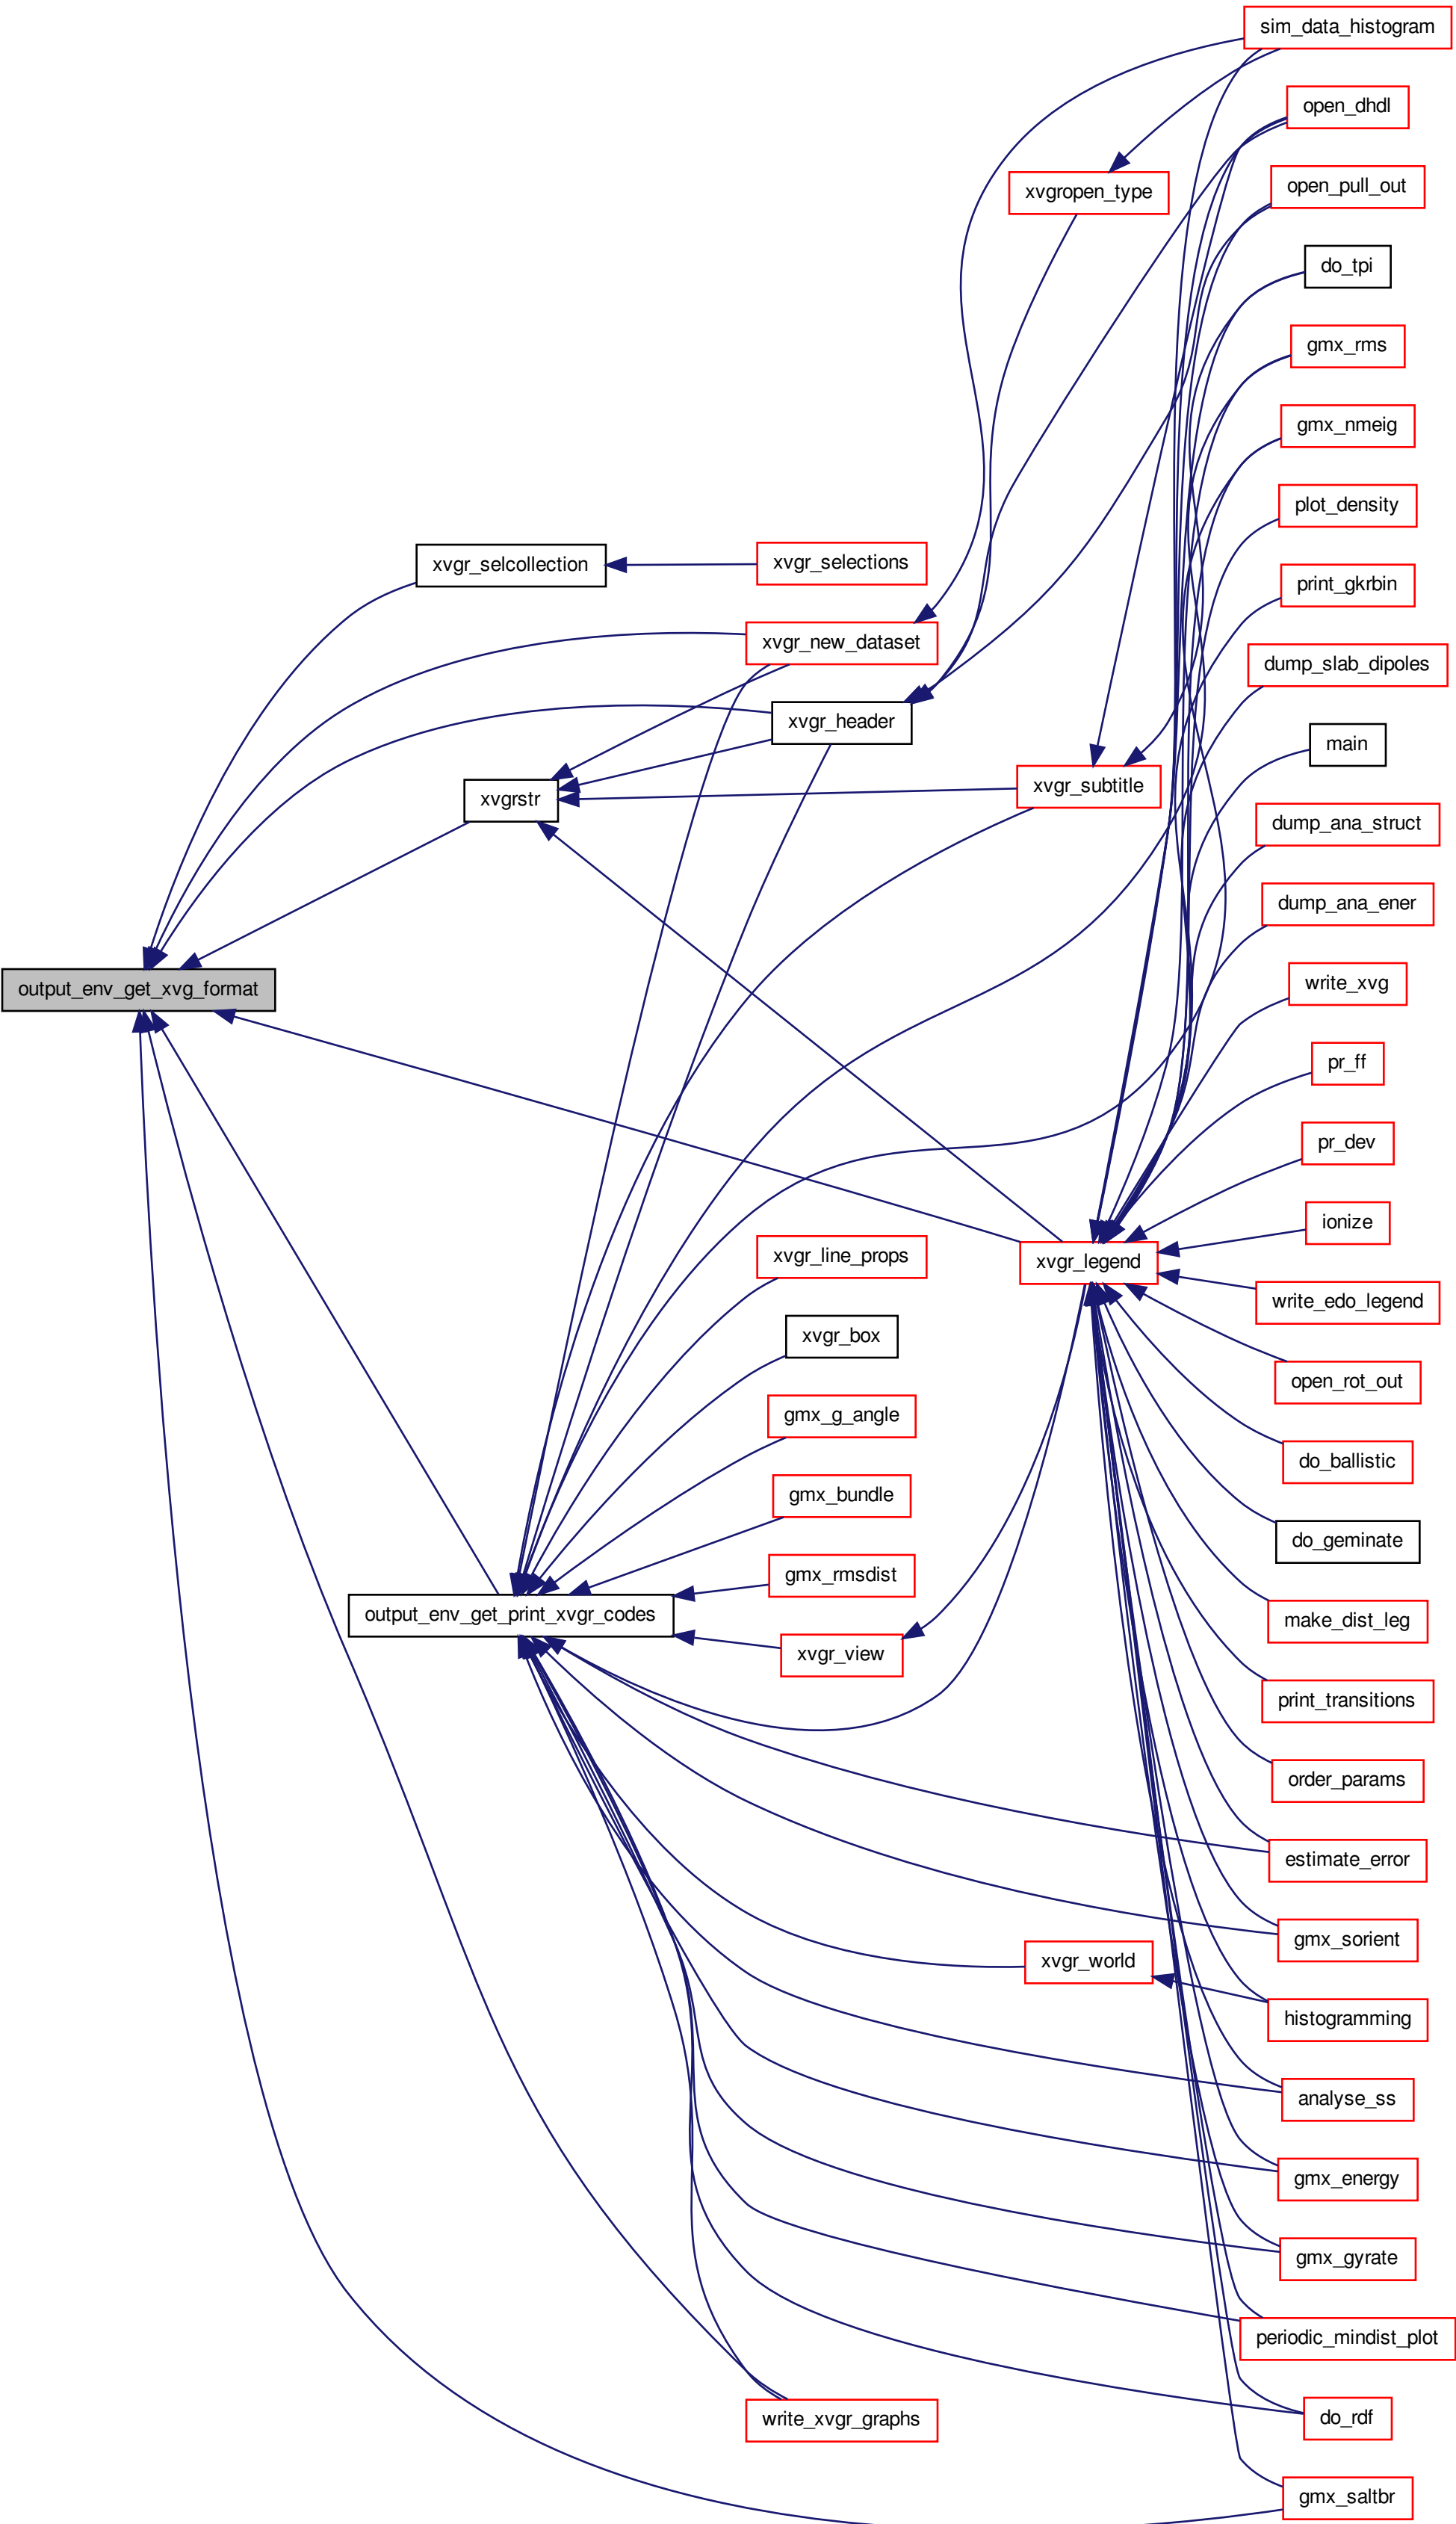 sim_data_histogram
open_dhdl
xvgropen_type
open_pull_out
do_tpi
gmx_rms
gmx_nmeig
plot_density
xvgr_selcollection
xvgr_selections
print_gkrbin
xvgr_new_dataset
dump_slab_dipoles
xvgr_header
main
xvgrstr
xvgr_subtitle
dump_ana_struct
dump_ana_ener
output_env_get_xvg_format
write_xvg
pr_ff
pr_dev
ionize
xvgr_line_props
xvgr_legend
write_edo_legend
xvgr_box
open_rot_out
gmx_g_angle
do_ballistic
gmx_bundle
do_geminate
gmx_rmsdist
output_env_get_print_xvgr_codes
make_dist_leg
xvgr_view
print_transitions
order_params
estimate_error
gmx_sorient
xvgr_world
histogramming
analyse_ss
gmx_energy
gmx_gyrate
periodic_mindist_plot
write_xvgr_graphs
do_rdf
gmx_saltbr